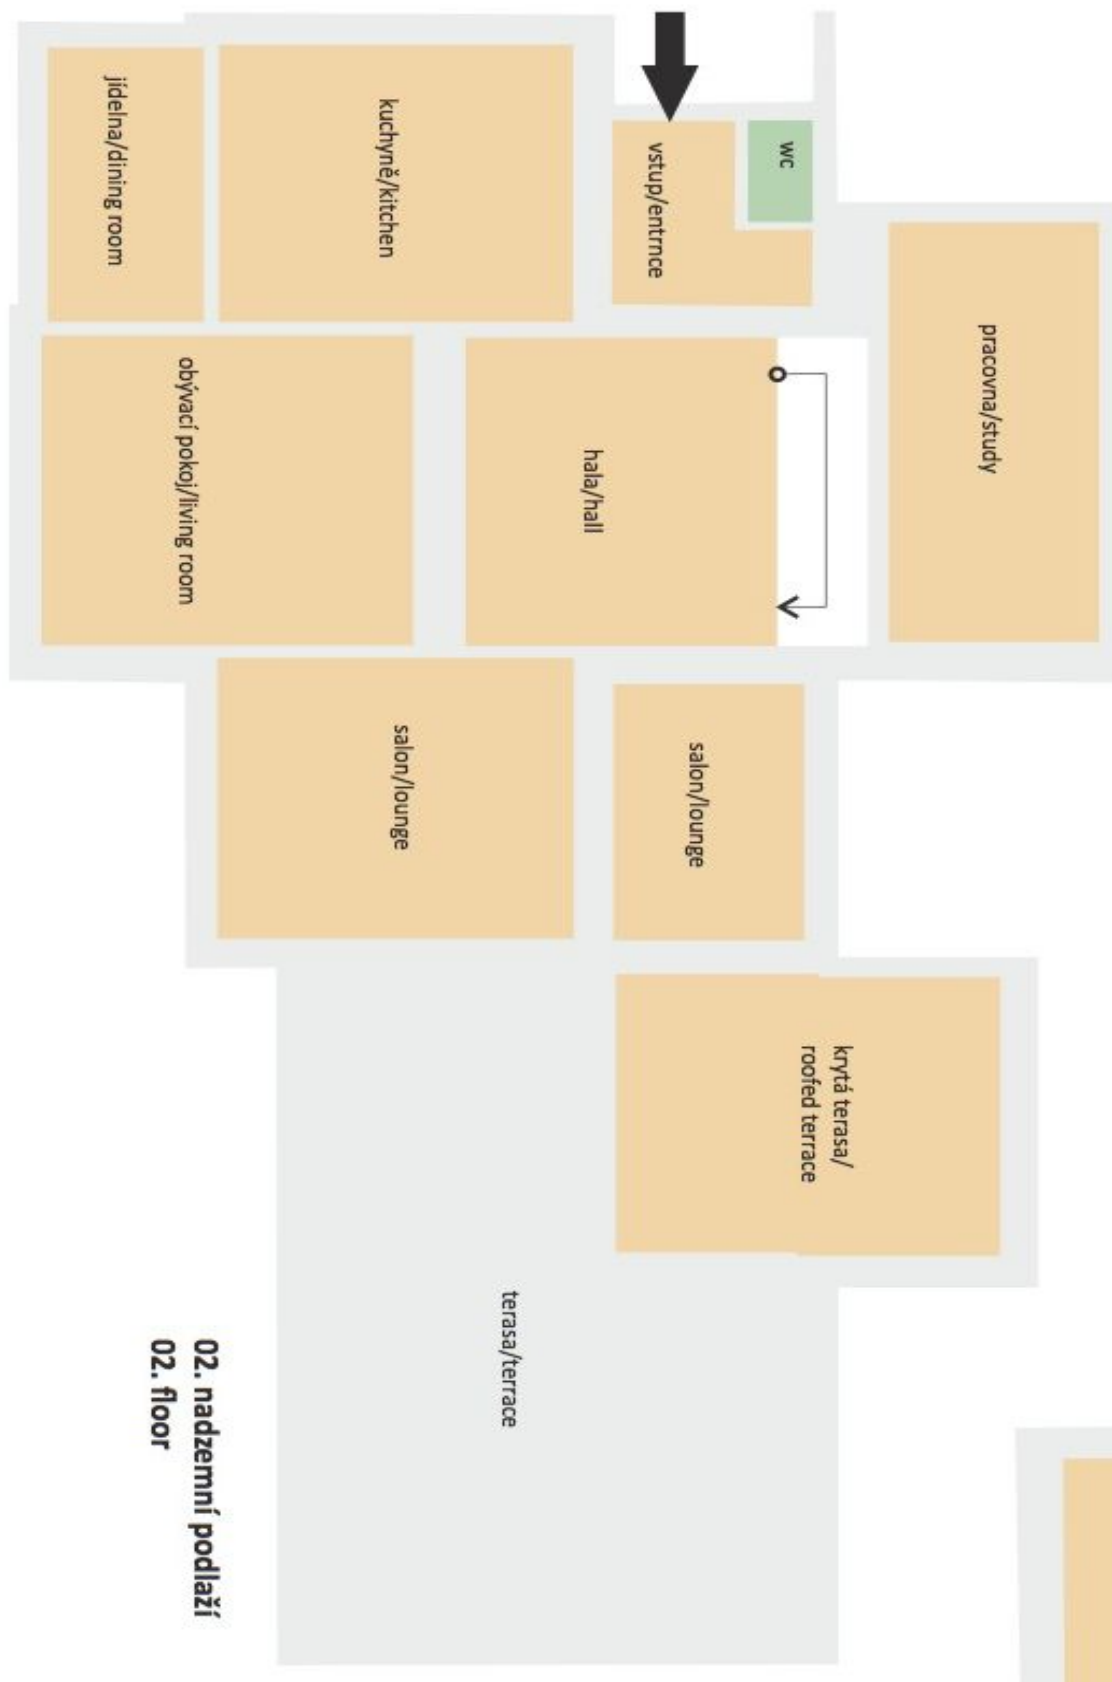 pracovna/study
wc
vstup/entrnce
kuchyně/kitchen
jídelna/dining room
hala/hall
obývací pokoj/living room
salon/lounge
salon/lounge
krytá terasa/
roofed terrace
terasa/terrace
02. nadzemní podlaží
02. floor